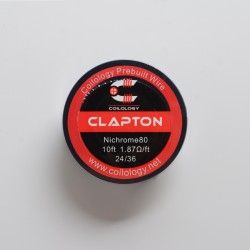 Coilology Prebuilt Wire
COILOLOGY
CLAPTON
Nichrome80
10ft 1.87Ω/ft
24/36
www.coilology.net